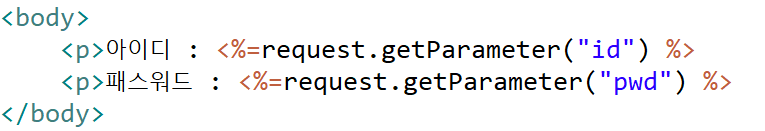 <body>
<p>아이디 : <%=request.getParameter("id") %>
<p>패스워드 : <%=request.getParameter("pwd") %>
</body>